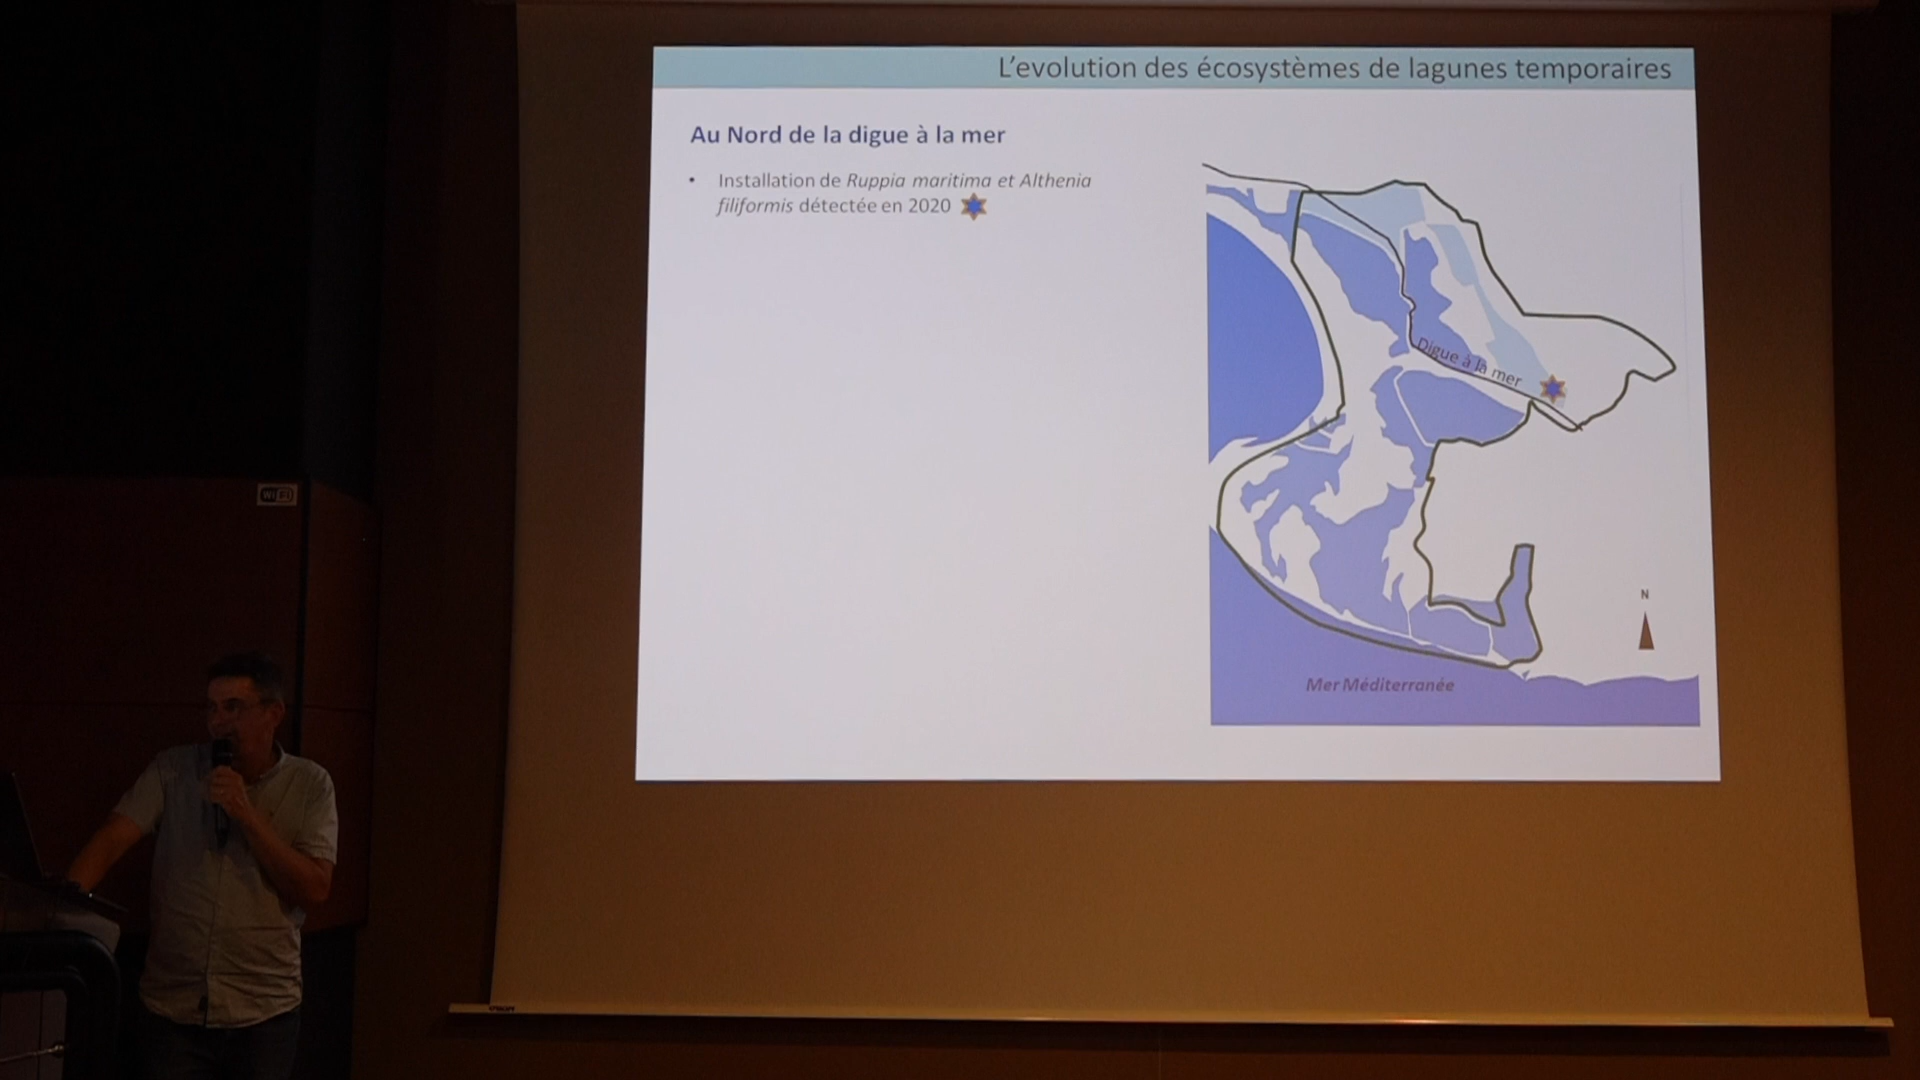 L'evolution des écosystèmes de lagunes temporaires
Au Nord de la digue à la mer
• Installation de Ruppia maritima et Althenia
filiformis détectée en 2020
Digue à la mer
N
Mer Méditerranée
WiFi